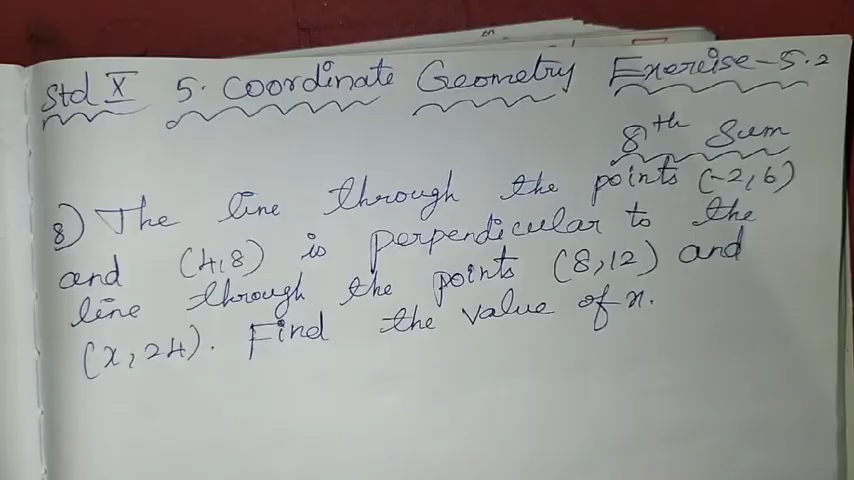 Std X 5. Coordinate Geometry Exercise-5.2
8th Sum
8) The line through the points (-2,6)
and (4,8) is perpendicular to the
line through the points (8,12) and
(x,24). Find the value of x.